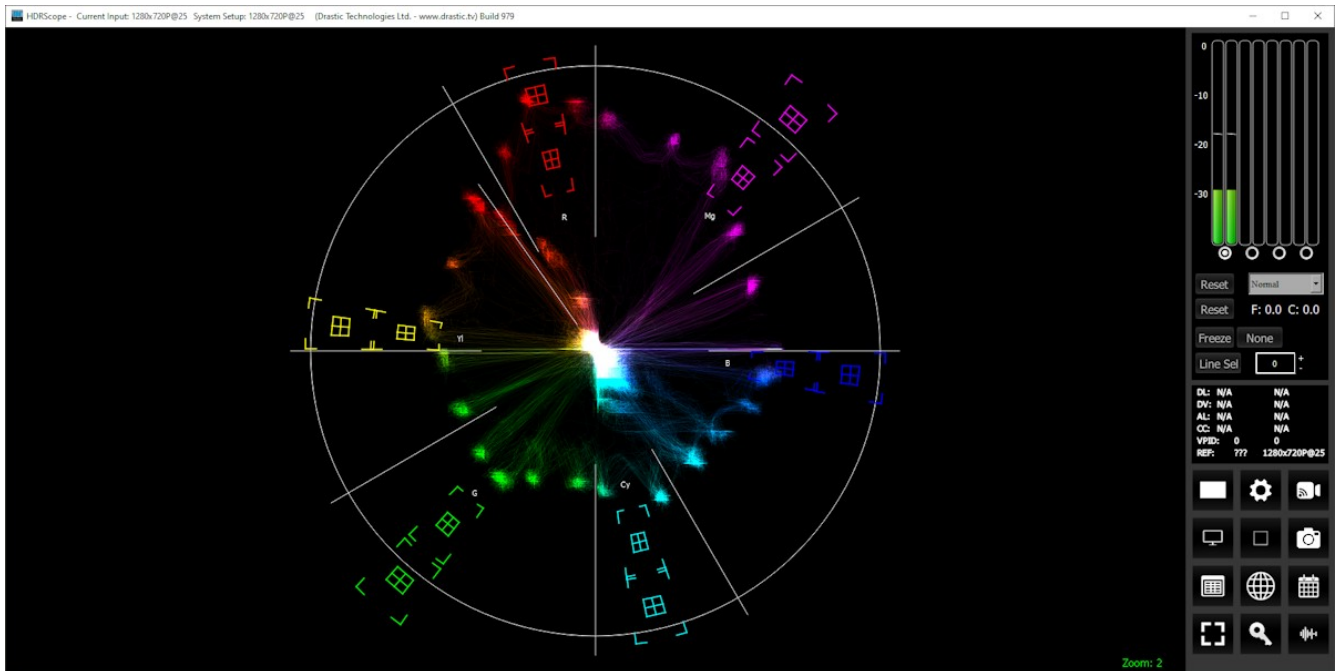 HDRScope - Current Input: 1280x720P@25 System Setup: 1280x720P@25 (Drastic Technologies Ltd. - www.drastic.tv) Build 979
R
Mg
Yl
B
G
Cy
Zoom: 2
0
-10
-20
-30
Reset Normal
Reset F: 0.0 C: 0.0
Freeze None
Line Sel 0 + -
DL: N/A N/A
DV: N/A N/A
AL: N/A N/A
CC: N/A N/A
VPID: 0 0
REF: ??? 1280x720P@25